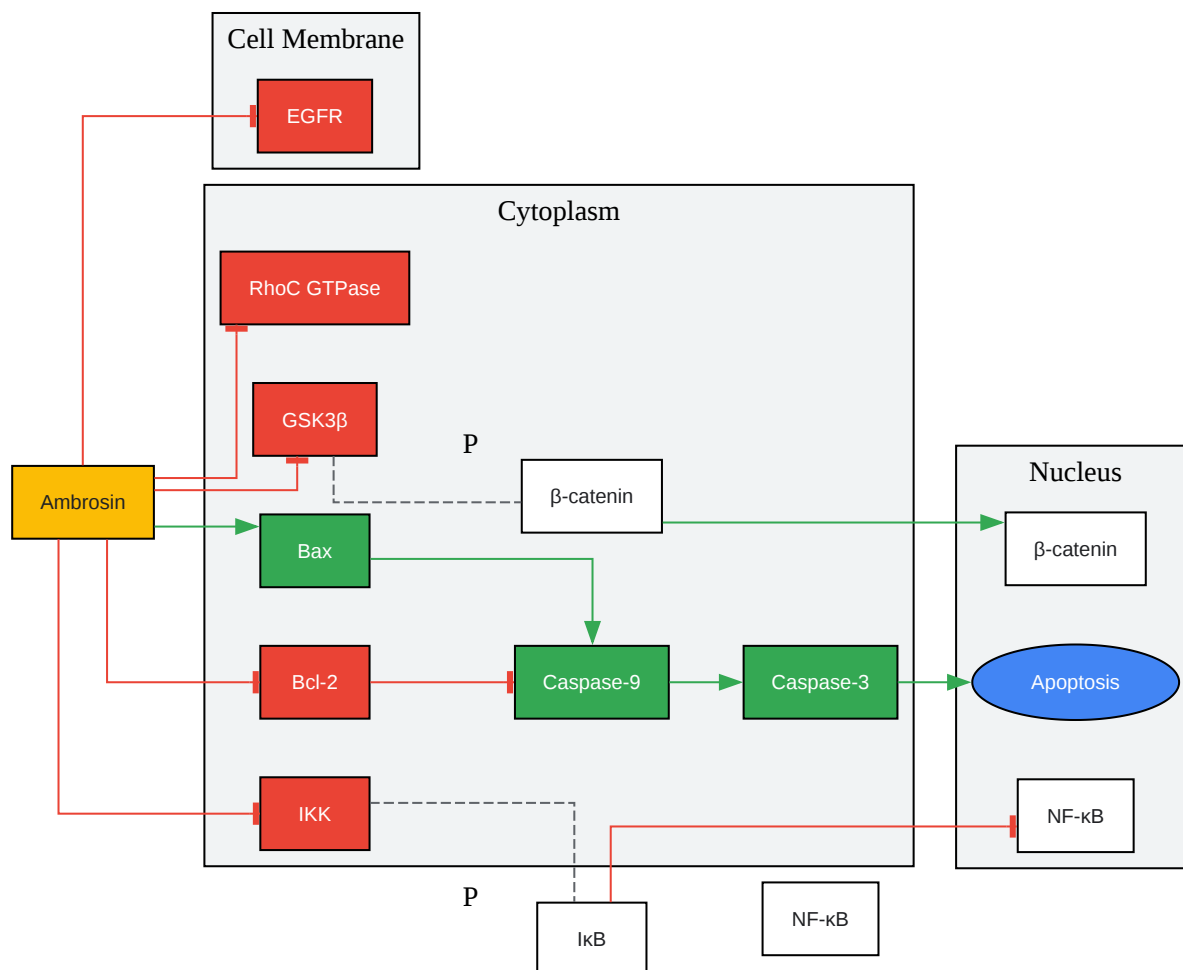 Cell Membrane
EGFR
Cytoplasm
RhoC GTPase
GSK3β
P
β-catenin
Nucleus
Ambrosin
β-catenin
Bax
Bcl-2
Caspase-9
Caspase-3
Apoptosis
IKK
NF-κB
P
IκB
NF-κB